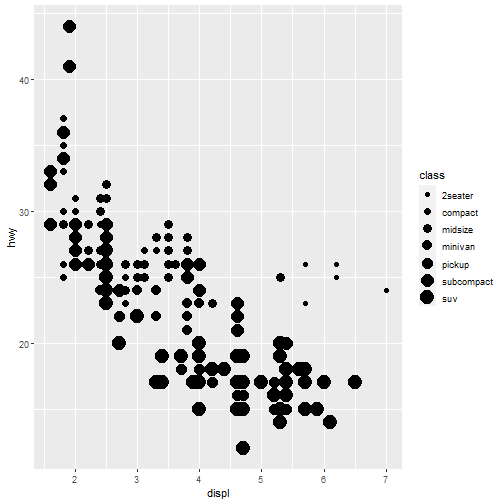 hwy
40
30
20
2 3 4 5 6 7
displ
class
2seater
compact
midsize
minivan
pickup
subcompact
suv